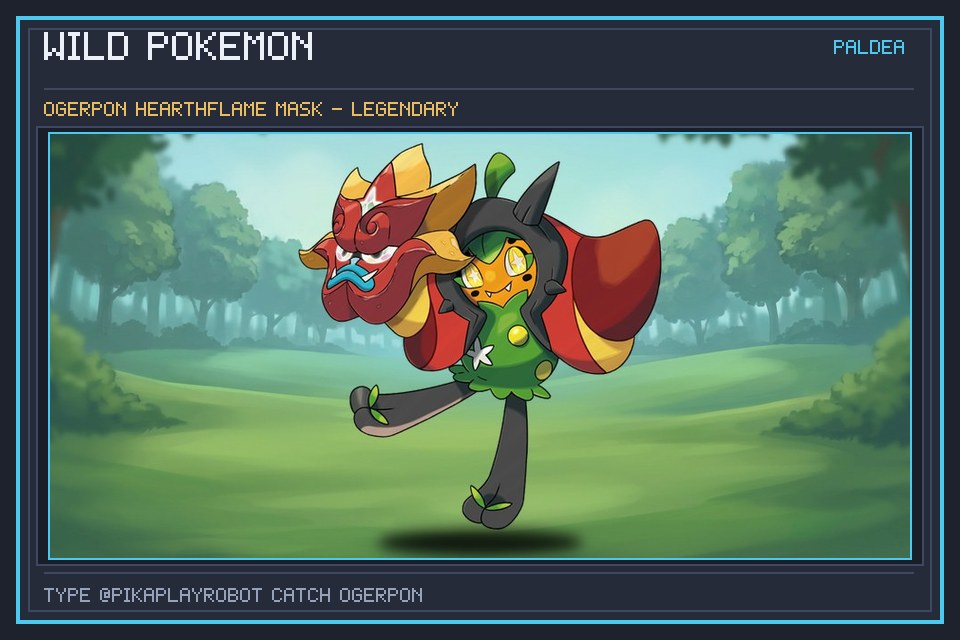 WILD POKEMON
PALDEA
OGERPON HEARTHFLAME MASK - LEGENDARY
TYPE @PIKAPLAYROBOT CATCH OGERPON